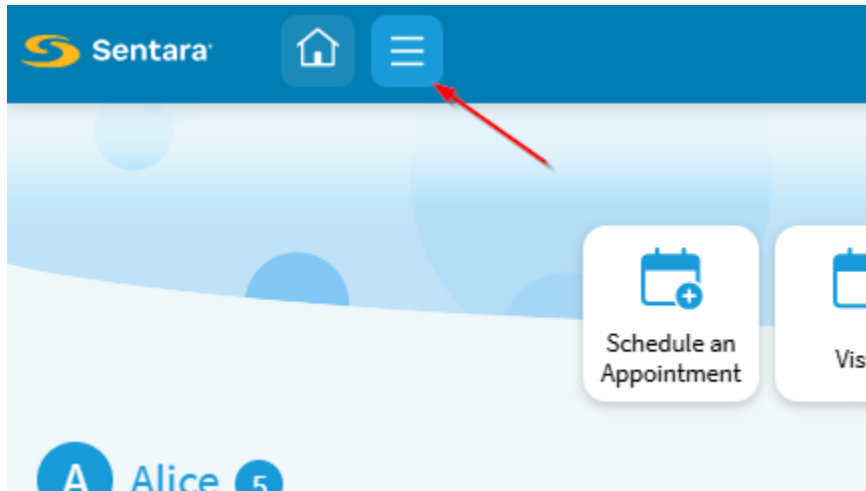 Sentara
Schedule an
Appointment
Vis
A
Alice 5